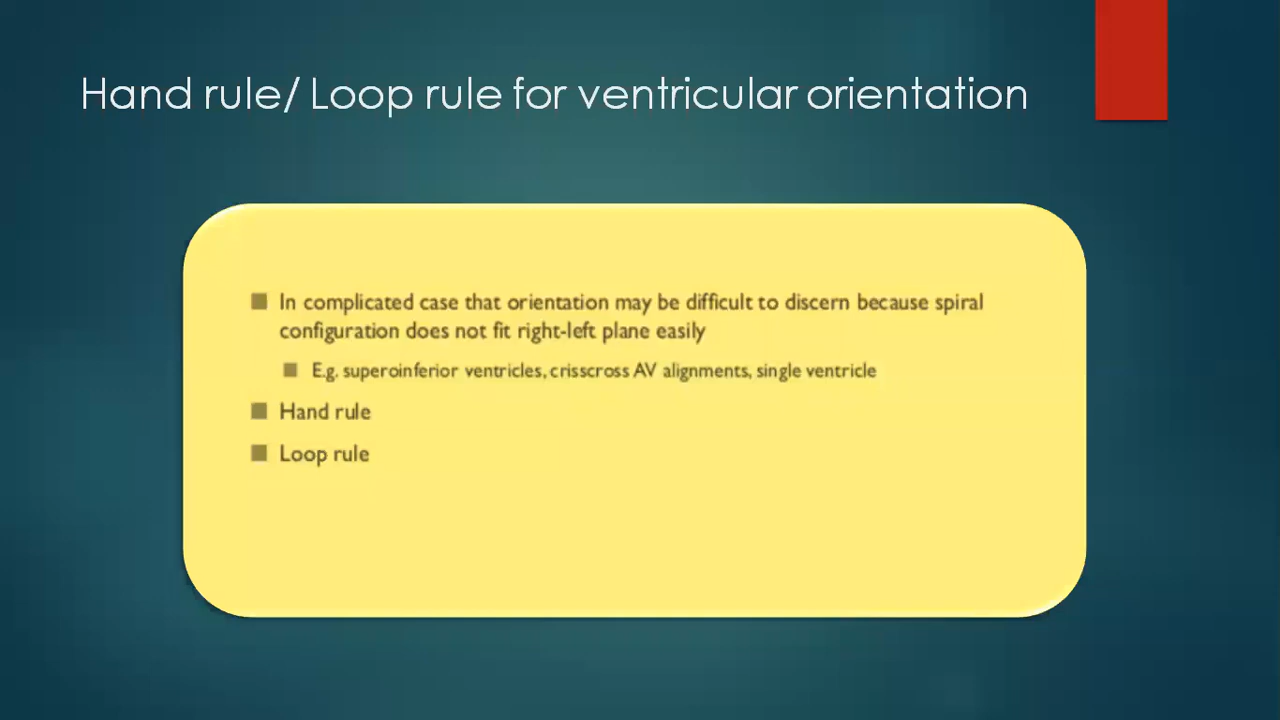 Hand rule/ Loop rule for ventricular orientation
In complicated case that orientation may be difficult to discern because spiral
configuration does not fit right-left plane easily
E.g. superoinferior ventricles, crisscross AV alignments, single ventricle
Hand rule
Loop rule